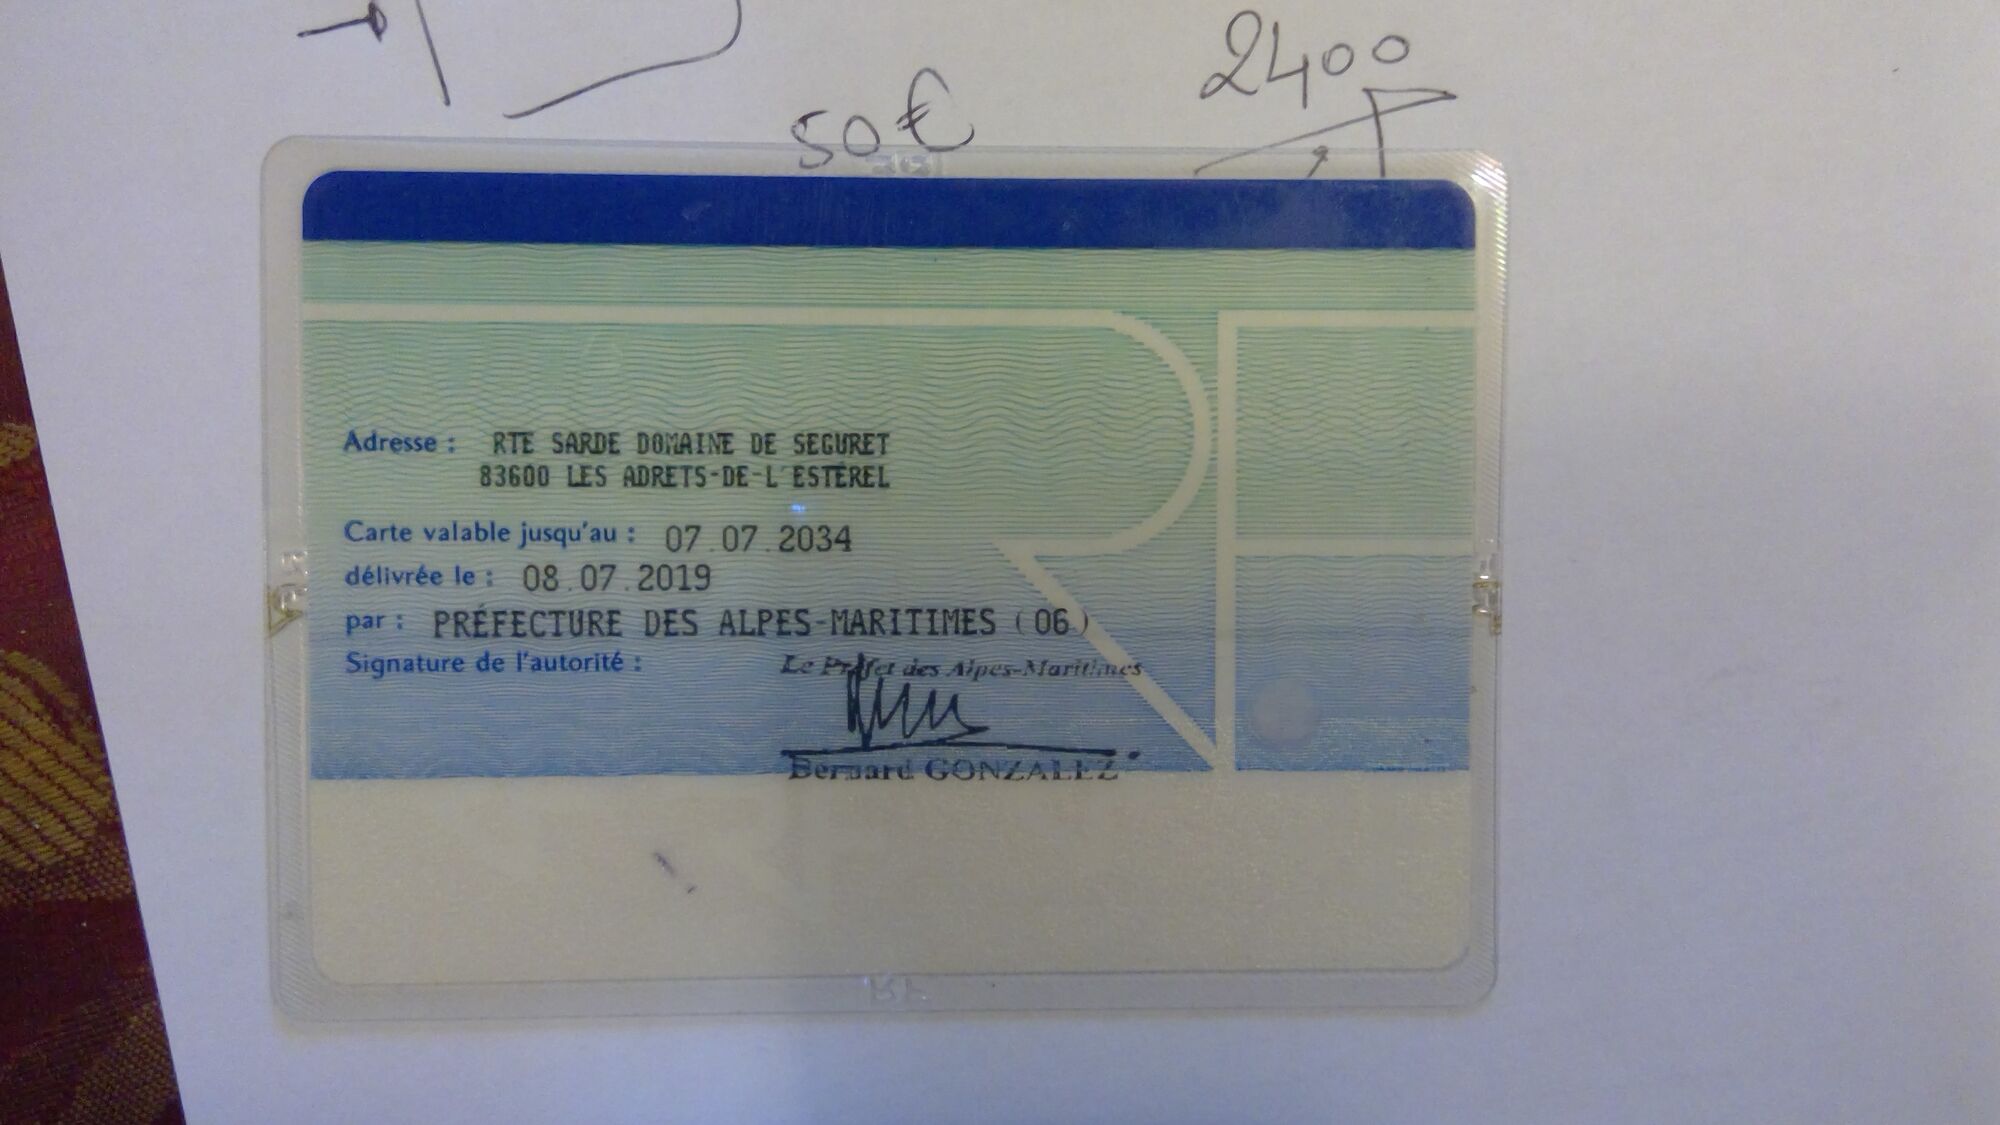 2400
50€
Adresse : RTE SARDE DOMAINE DE SEGURET
83600 LES ADRETS-DE-L'ESTÉREL
Carte valable jusqu'au : 07.07.2034
délivrée le : 08.07.2019
par : PRÉFECTURE DES ALPES-MARITIMES (06)
Signature de l'autorité : Le Préfet des Alpes-Maritimes
Bernard GONZALEZ
RF